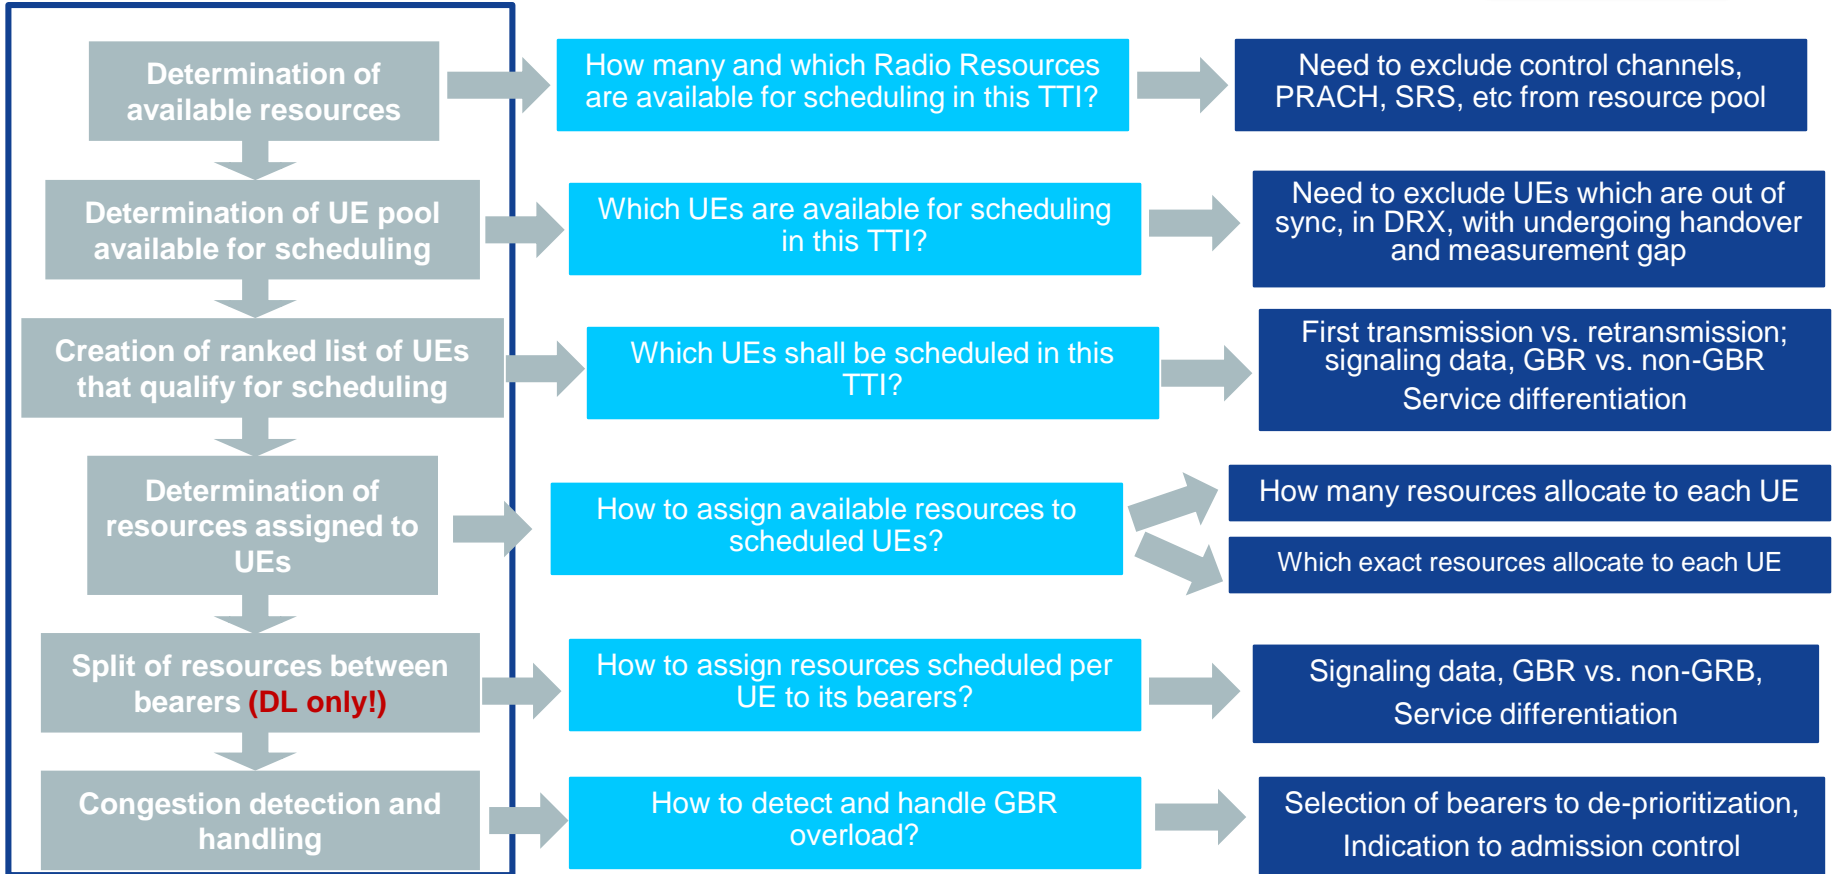 Determination of
available resources
How many and which Radio Resources
are available for scheduling in this TTI?
Need to exclude control channels,
PRACH, SRS, etc from resource pool
Determination of UE pool
available for scheduling
Which UEs are available for scheduling
in this TTI?
Need to exclude UEs which are out of
sync, in DRX, with undergoing handover
and measurement gap
Creation of ranked list of UEs
that qualify for scheduling
Which UEs shall be scheduled in this
TTI?
First transmission vs. retransmission;
signaling data, GBR vs. non-GBR
Service differentiation
Determination of
resources assigned to
UEs
How to assign available resources to
scheduled UEs?
How many resources allocate to each UE
Which exact resources allocate to each UE
Split of resources between
bearers (DL only!)
How to assign resources scheduled per
UE to its bearers?
Signaling data, GBR vs. non-GRB,
Service differentiation
Congestion detection and
handling
How to detect and handle GBR
overload?
Selection of bearers to de-prioritization,
Indication to admission control